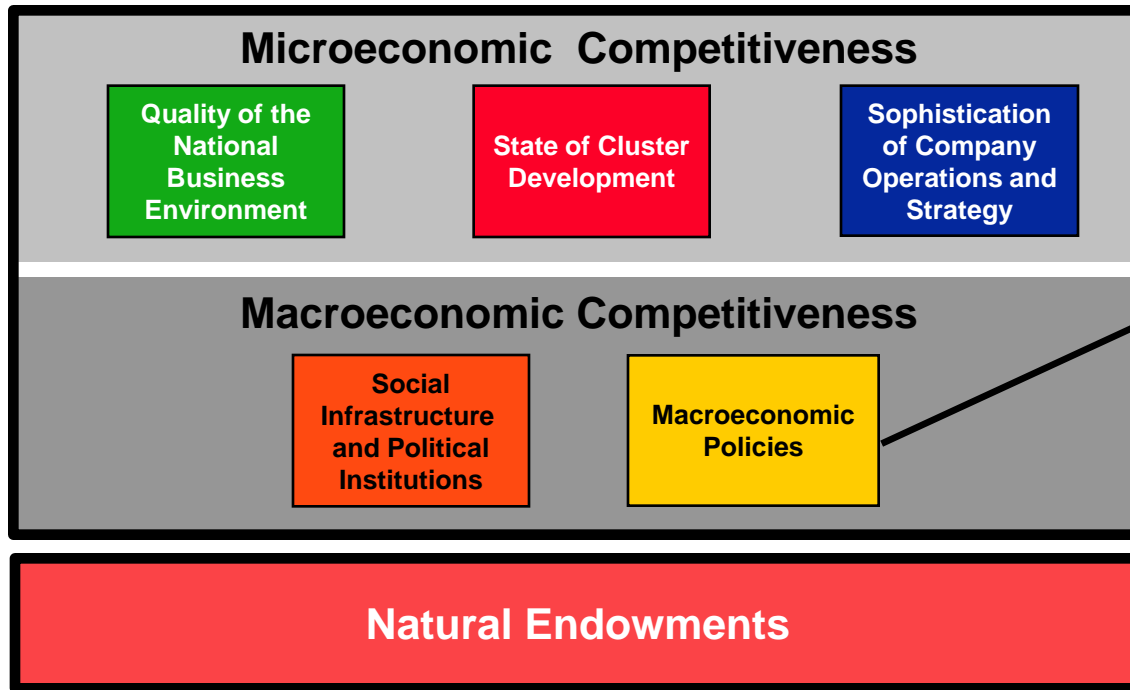 Microeconomic  Competitiveness
Quality of the
National
Business
Environment
State of Cluster
Development
Sophistication
of Company
Operations and
Strategy
Macroeconomic Competitiveness
Social
Infrastructure
and Political
Institutions
Macroeconomic
Policies
Natural Endowments